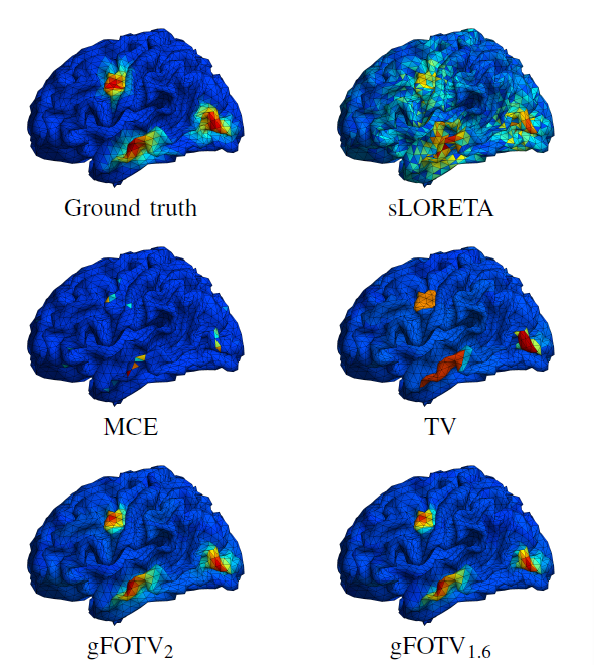 Ground truth
sLORETA
MCE
TV
gFOTV₂
gFOTV₁.₆